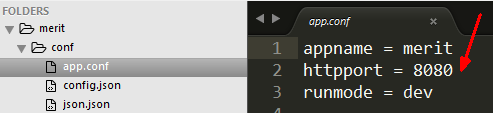 FOLDERS
merit
conf
app.conf
config.json
json.json
app.conf ×
1 appname = merit
2 httpport = 8080
3 runmode = dev